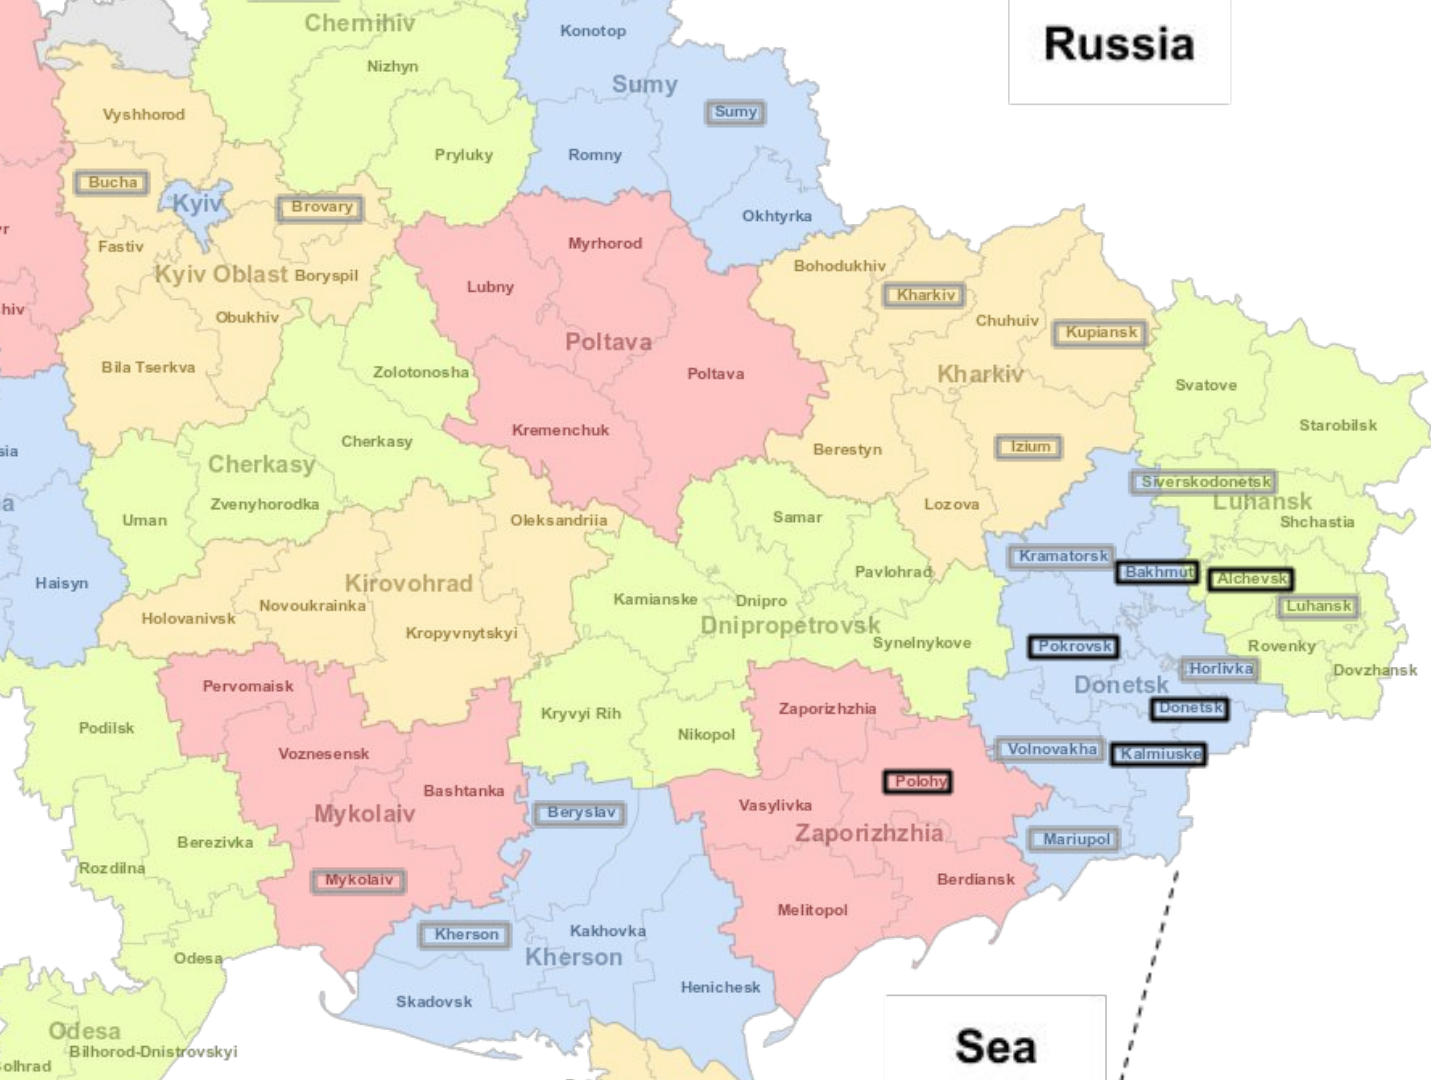 Chernihiv
Konotop
Russia
Nizhyn
Sumy
Vyshhorod
Sumy
Pryluky
Romny
Bucha
Kyiv
Brovary
Okhtyrka
Fastiv
Myrhorod
Kyiv Oblast
Boryspil
Bohodukhiv
Lubny
Kharkiv
hiv
Obukhiv
Chuhuiv
Kupiansk
Poltava
Bila Tserkva
Zolotonosha
Poltava
Kharkiv
Svatove
Kremenchuk
Starobilsk
Cherkasy
Berestyn
Izium
sia
Cherkasy
Siverskodonetsk
Zvenyhorodka
Lozova
Luhansk
a
Uman
Oleksandriia
Samar
Shchastia
Kramatorsk
Haisyn
Kirovohrad
Pavlohrad
Bakhmut
Alchevsk
Novoukrainka
Kamianske
Dnipro
Luhansk
Holovanivsk
Kropyvnytskyi
Dnipropetrovsk
Synelnykove
Pokrovsk
Rovenky
Horlivka
Dovzhansk
Pervomaisk
Donetsk
Podilsk
Kryvyi Rih
Zaporizhzhia
Donetsk
Voznesensk
Nikopol
Volnovakha
Kalmiuske
Bashtanka
Polohy
Mykolaiv
Beryslav
Vasylivka
Berezivka
Zaporizhzhia
Mariupol
Rozdilna
Mykolaiv
Berdiansk
Melitopol
Kherson
Kakhovka
Odesa
Kherson
Skadovsk
Henichesk
Odesa
Bilhorod-Dnistrovskyi
Sea
olhrad